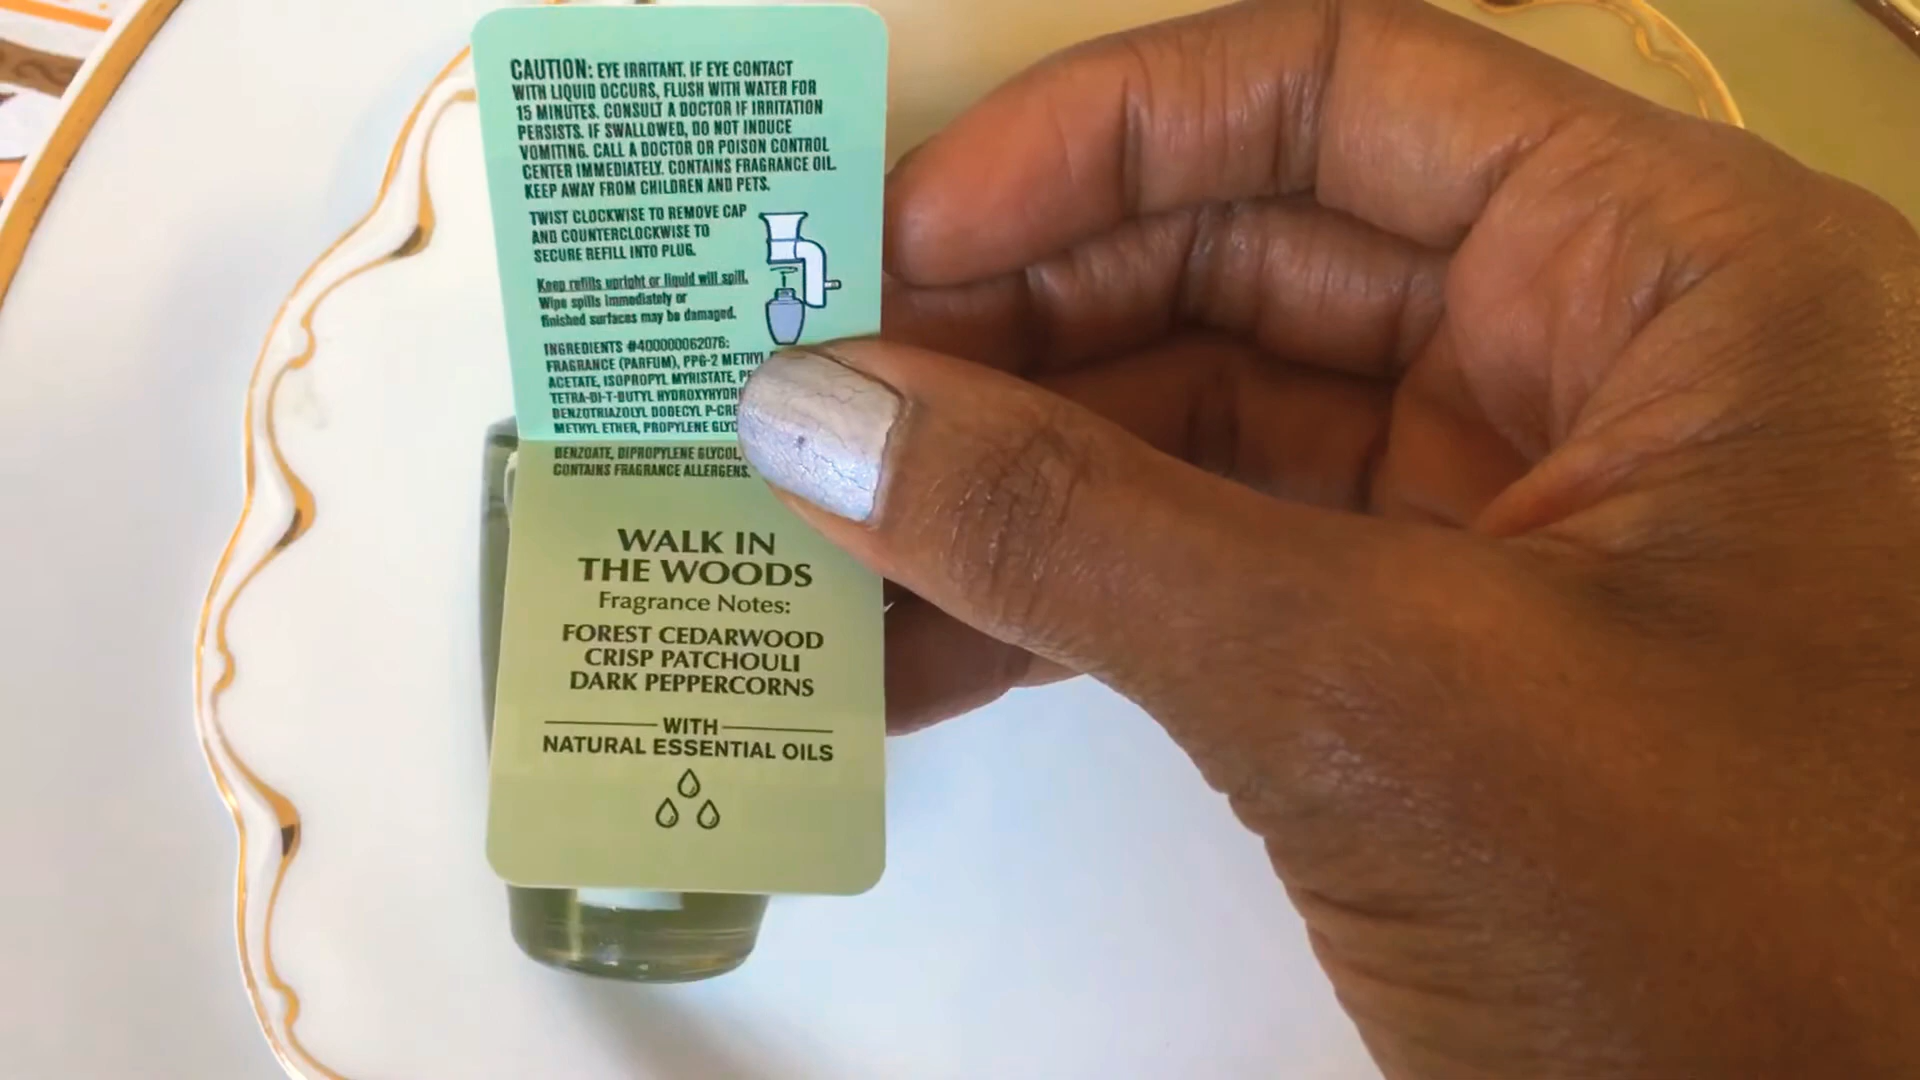 CAUTION: EYE IRRITANT. IF EYE CONTACT
WITH LIQUID OCCURS, FLUSH WITH WATER FOR
15 MINUTES. CONSULT A DOCTOR IF IRRITATION
PERSISTS. IF SWALLOWED, DO NOT INDUCE
VOMITING. CALL A DOCTOR OR POISON CONTROL
CENTER IMMEDIATELY. CONTAINS FRAGRANCE OIL.
KEEP AWAY FROM CHILDREN AND PETS.
TWIST CLOCKWISE TO REMOVE CAP
AND COUNTERCLOCKWISE TO
SECURE REFILL INTO PLUG.
Keep refills upright or liquid will spill.
Wipe spills immediately or
finished surfaces may be damaged.
INGREDIENTS #400000062076:
FRAGRANCE (PARFUM), PPG-2 METHYL
ACETATE, ISOPROPYL MYRISTATE,
TETRA-DI-T-BUTYL
BENZOTRIAZOLYL DODECYL
METHYL ETHER, PROPYLENE
BENZOATE, DIPROPYLENE GLYCOL,
CONTAINS FRAGRANCE ALLERGENS.
WALK IN
THE WOODS
Fragrance Notes:
FOREST CEDARWOOD
CRISP PATCHOULI
DARK PEPPERCORNS
WITH
NATURAL ESSENTIAL OILS